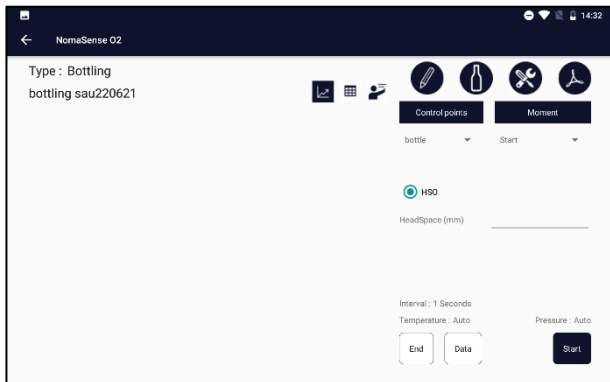 14:32
NomaSense O2
Type : Bottling
bottling sau220621
Control points
Moment
bottle
Start
HSO
HeadSpace (mm)
Interval : 1 Seconds
Temperature : Auto
Pressure : Auto
End
Data
Start